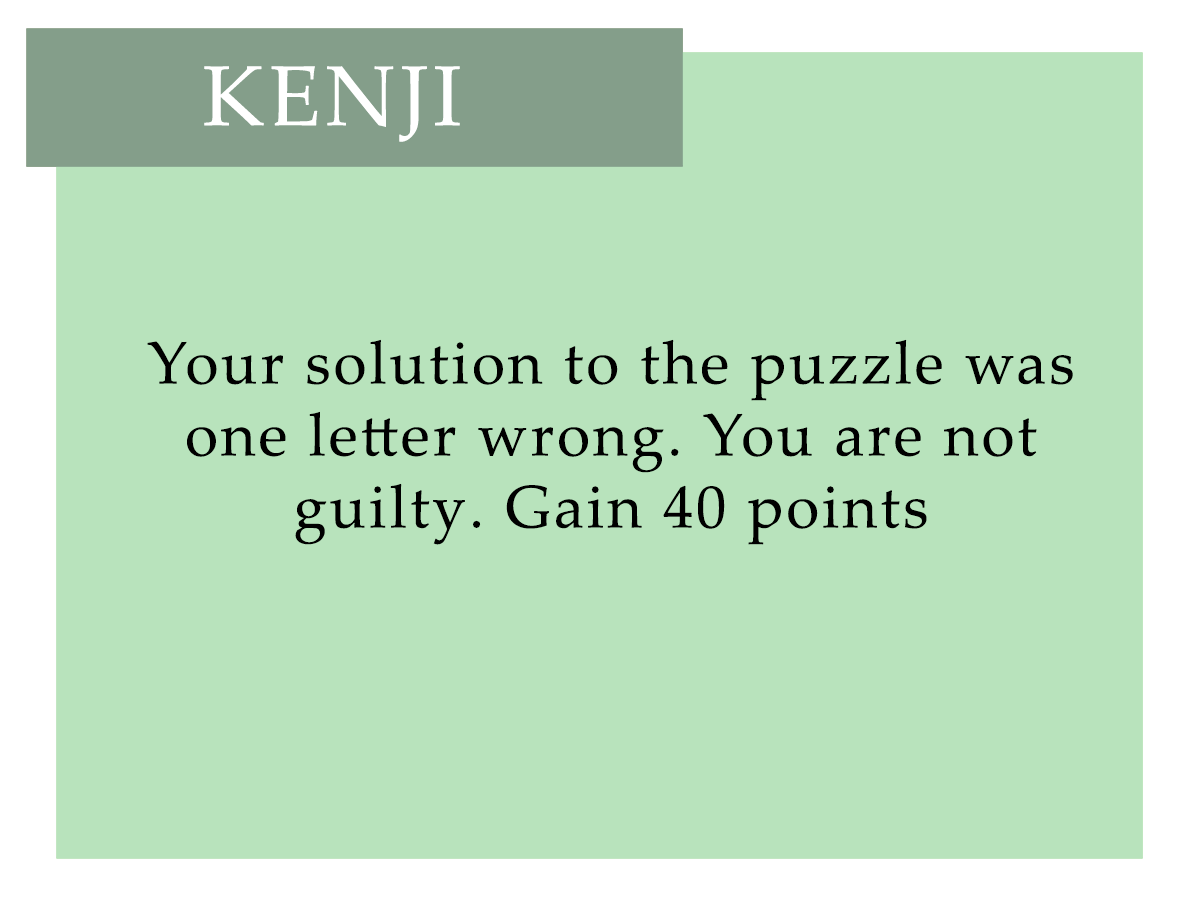 KENJI
Your solution to the puzzle was
one letter wrong. You are not
guilty. Gain 40 points